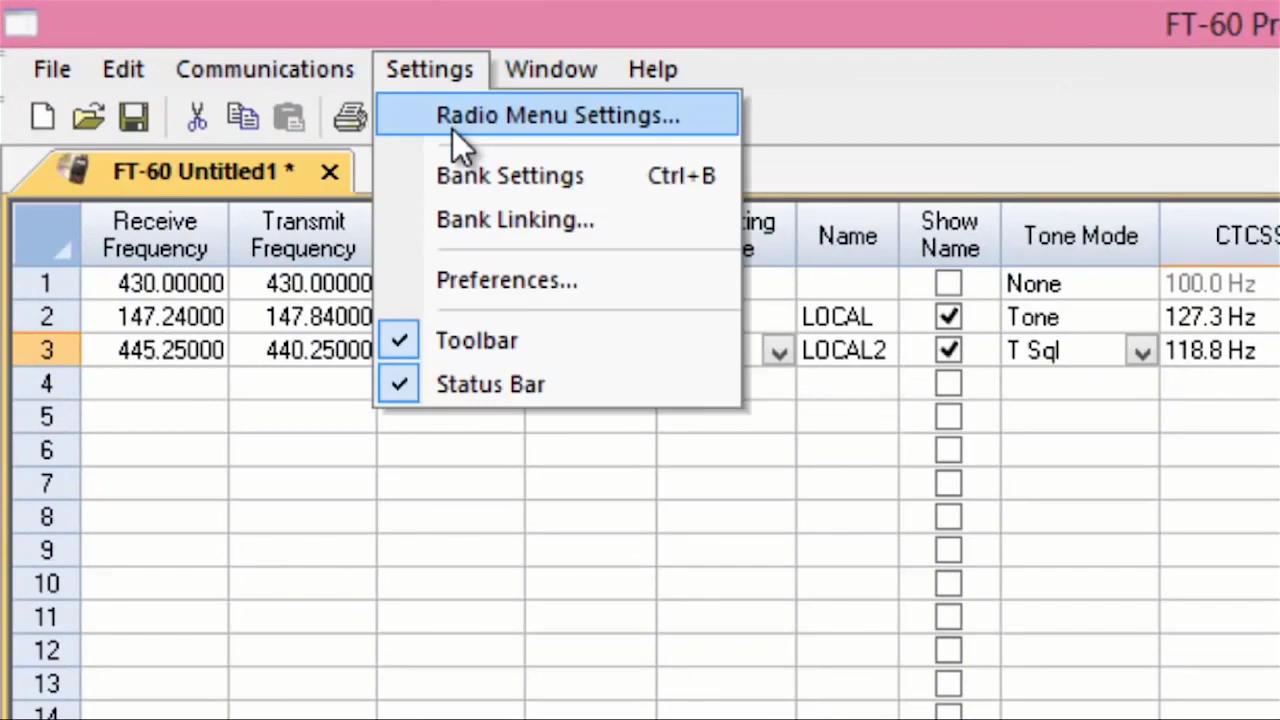 FT-60 Pr
File Edit Communications Settings Window Help
Radio Menu Settings...
Bank Settings Ctrl+B
Bank Linking...
Preferences...
Toolbar
Status Bar
FT-60 Untitled1 *
Receive Frequency Transmit Frequency Name Show Name Tone Mode CTCSS
1 430.00000 430.00000 None 100.0 Hz
2 147.24000 147.84000 LOCAL Tone 127.3 Hz
3 445.25000 440.25000 LOCAL2 T Sql 118.8 Hz
4
5
6
7
8
9
10
11
12
13
14